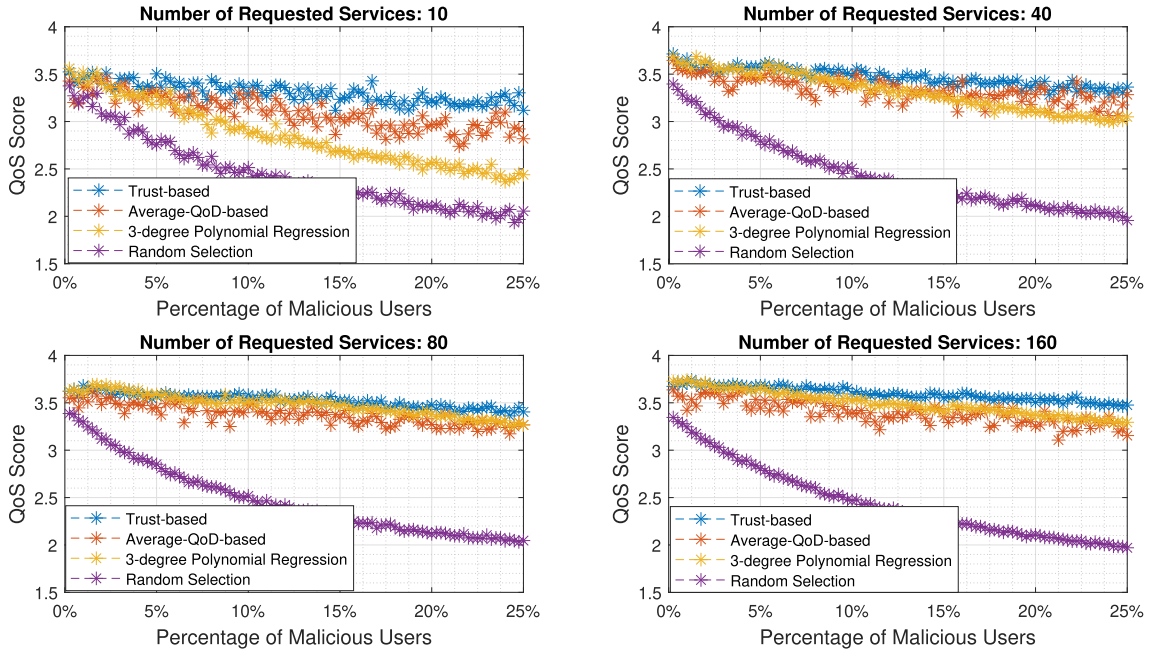 Number of Requested Services: 10
4
3.5
3
2.5
2
1.5
QoS Score
Trust-based
Average-QoD-based
3-degree Polynomial Regression
Random Selection
0% 5% 10% 15% 20% 25%
Percentage of Malicious Users
Number of Requested Services: 40
4
3.5
3
2.5
2
1.5
QoS Score
Trust-based
Average-QoD-based
3-degree Polynomial Regression
Random Selection
0% 5% 10% 15% 20% 25%
Percentage of Malicious Users
Number of Requested Services: 80
4
3.5
3
2.5
2
1.5
QoS Score
Trust-based
Average-QoD-based
3-degree Polynomial Regression
Random Selection
0% 5% 10% 15% 20% 25%
Percentage of Malicious Users
Number of Requested Services: 160
4
3.5
3
2.5
2
1.5
QoS Score
Trust-based
Average-QoD-based
3-degree Polynomial Regression
Random Selection
0% 5% 10% 15% 20% 25%
Percentage of Malicious Users